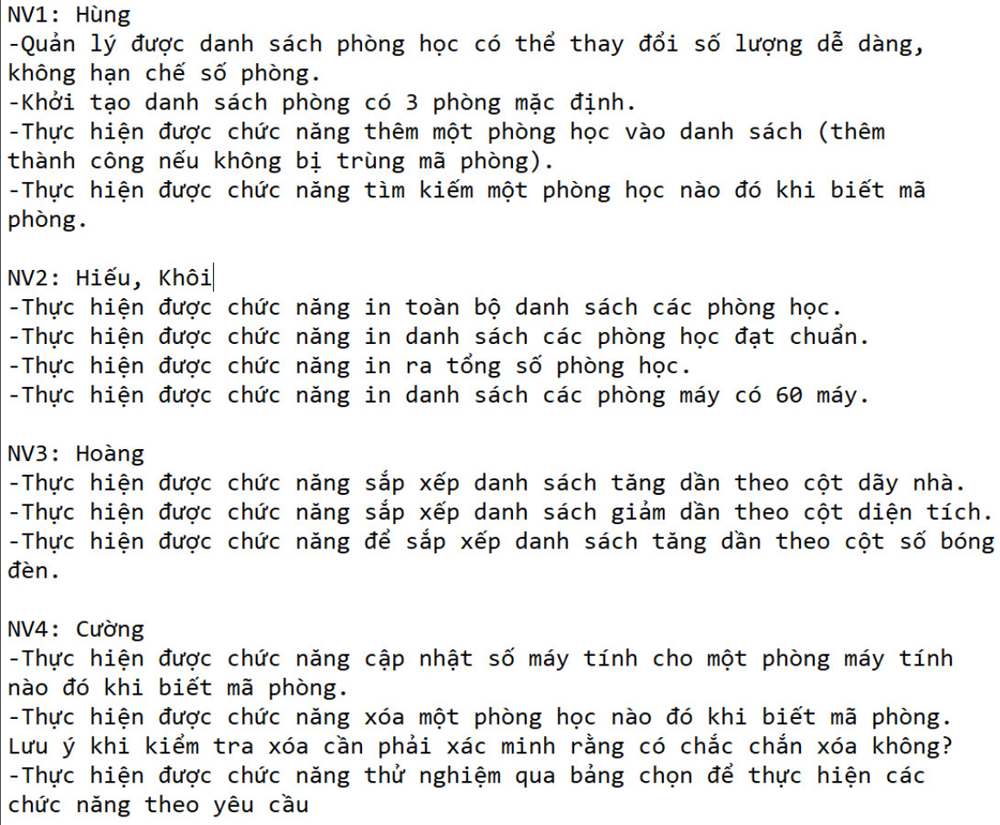 NV1: Hùng
-Quản lý được danh sách phòng học có thể thay đổi số lượng dễ dàng,
không hạn chế số phòng.
-Khởi tạo danh sách phòng có 3 phòng mặc định.
-Thực hiện được chức năng thêm một phòng học vào danh sách (thêm
thành công nếu không bị trùng mã phòng).
-Thực hiện được chức năng tìm kiếm một phòng học nào đó khi biết mã
phòng.
NV2: Hiếu, Khôi
-Thực hiện được chức năng in toàn bộ danh sách các phòng học.
-Thực hiện được chức năng in danh sách các phòng học đạt chuẩn.
-Thực hiện được chức năng in ra tổng số phòng học.
-Thực hiện được chức năng in danh sách các phòng máy có 60 máy.
NV3: Hoàng
-Thực hiện được chức năng sắp xếp danh sách tăng dần theo cột dãy nhà.
-Thực hiện được chức năng sắp xếp danh sách giảm dần theo cột diện tích.
-Thực hiện được chức năng để sắp xếp danh sách tăng dần theo cột số bóng
đèn.
NV4: Cường
-Thực hiện được chức năng cập nhật số máy tính cho một phòng máy tính
nào đó khi biết mã phòng.
-Thực hiện được chức năng xóa một phòng học nào đó khi biết mã phòng.
Lưu ý khi kiểm tra xóa cần phải xác minh rằng có chắc chắn xóa không?
-Thực hiện được chức năng thử nghiệm qua bảng chọn để thực hiện các
chức năng theo yêu cầu